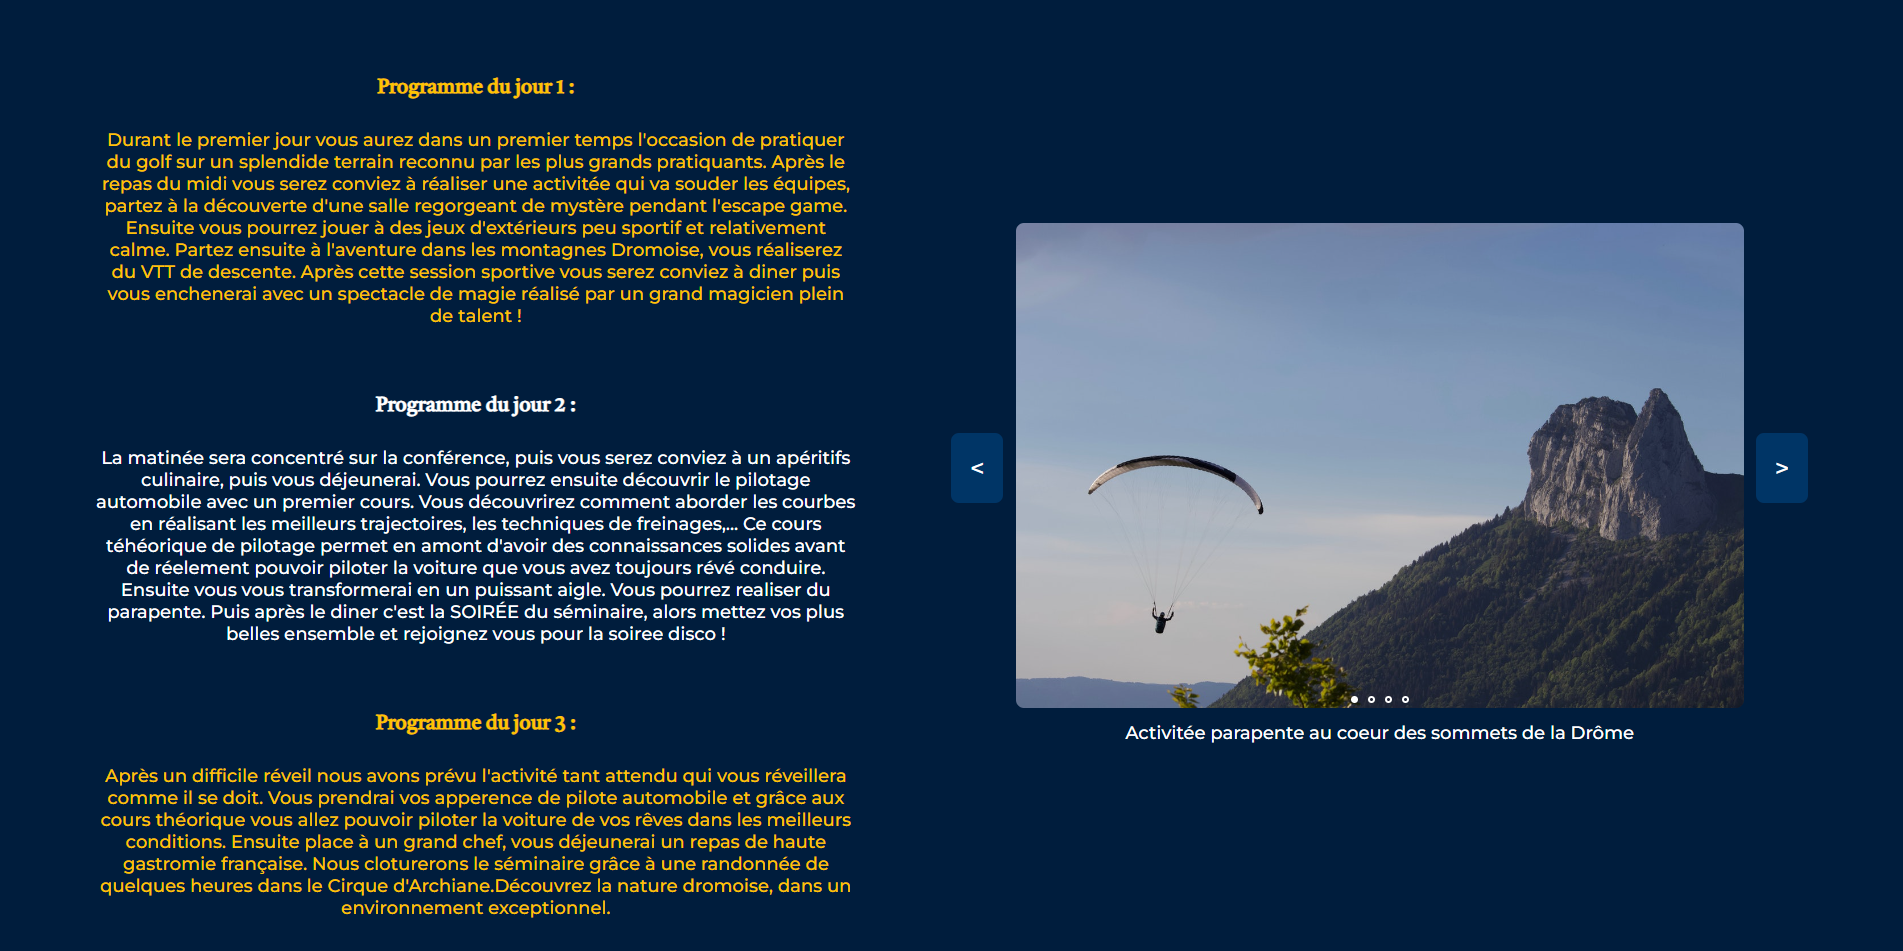 Programme du jour 1 :
Durant le premier jour vous aurez dans un premier temps l'occasion de pratiquer
du golf sur un splendide terrain reconnu par les plus grands pratiquants. Après le
repas du midi vous serez conviez à réaliser une activitée qui va souder les équipes,
partez à la découverte d'une salle regorgeant de mystère pendant l'escape game.
Ensuite vous pourrez jouer à des jeux d'extérieurs peu sportif et relativement
calme. Partez ensuite à l'aventure dans les montagnes Dromoise, vous réaliserez
du VTT de descente. Après cette session sportive vous serez conviez à diner puis
vous enchenerai avec un spectacle de magie réalisé par un grand magicien plein
de talent !
Programme du jour 2 :
La matinée sera concentré sur la conférence, puis vous serez conviez à un apéritifs
culinaire, puis vous déjeunerai. Vous pourrez ensuite découvrir le pilotage
automobile avec un premier cours. Vous découvrirez comment aborder les courbes
en réalisant les meilleurs trajectoires, les techniques de freinages,... Ce cours
téhéorique de pilotage permet en amont d'avoir des connaissances solides avant
de réelement pouvoir piloter la voiture que vous avez toujours révé conduire.
Ensuite vous vous transformerai en un puissant aigle. Vous pourrez realiser du
parapente. Puis après le diner c'est la SOIRÉE du séminaire, alors mettez vos plus
belles ensemble et rejoignez vous pour la soiree disco !
Programme du jour 3 :
Après un difficile réveil nous avons prévu l'activité tant attendu qui vous réveillera
comme il se doit. Vous prendrai vos apperence de pilote automobile et grâce aux
cours théorique vous allez pouvoir piloter la voiture de vos rêves dans les meilleurs
conditions. Ensuite place à un grand chef, vous déjeunerai un repas de haute
gastromie française. Nous cloturerons le séminaire grâce à une randonnée de
quelques heures dans le Cirque d'Archiane.Découvrez la nature dromoise, dans un
environnement exceptionnel.
<
>
Activitée parapente au coeur des sommets de la Drôme